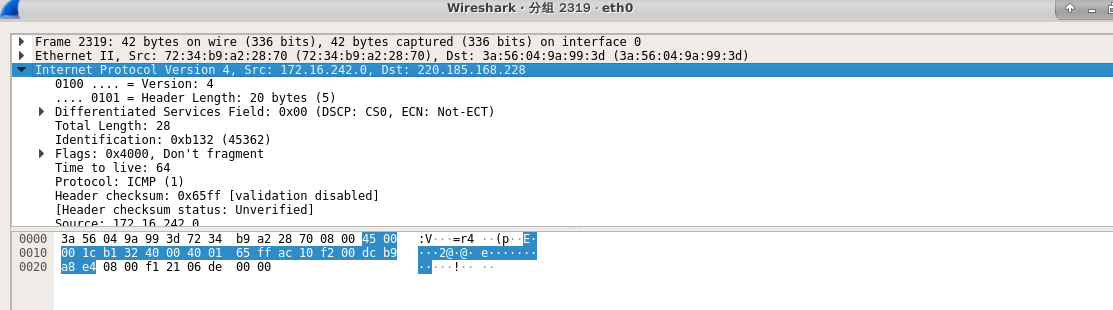 Wireshark · 分组 2319 · eth0
Frame 2319: 42 bytes on wire (336 bits), 42 bytes captured (336 bits) on interface 0
Ethernet II, Src: 72:34:b9:a2:28:70 (72:34:b9:a2:28:70), Dst: 3a:56:04:9a:99:3d (3a:56:04:9a:99:3d)
Internet Protocol Version 4, Src: 172.16.242.0, Dst: 220.185.168.228
0100 .... = Version: 4
.... 0101 = Header Length: 20 bytes (5)
Differentiated Services Field: 0x00 (DSCP: CS0, ECN: Not-ECT)
Total Length: 28
Identification: 0xb132 (45362)
Flags: 0x4000, Don't fragment
Time to live: 64
Protocol: ICMP (1)
Header checksum: 0x65ff [validation disabled]
[Header checksum status: Unverified]
Source: 172.16.242.0
0000 3a 56 04 9a 99 3d 72 34 b9 a2 28 70 08 00 45 00 :V···=r4 ··(p··E·
0010 00 1c b1 32 40 00 40 01 65 ff ac 10 f2 00 dc b9 ···2@·@· e·······
0020 a8 e4 08 00 f1 21 06 de 00 00 ·····!·· ··